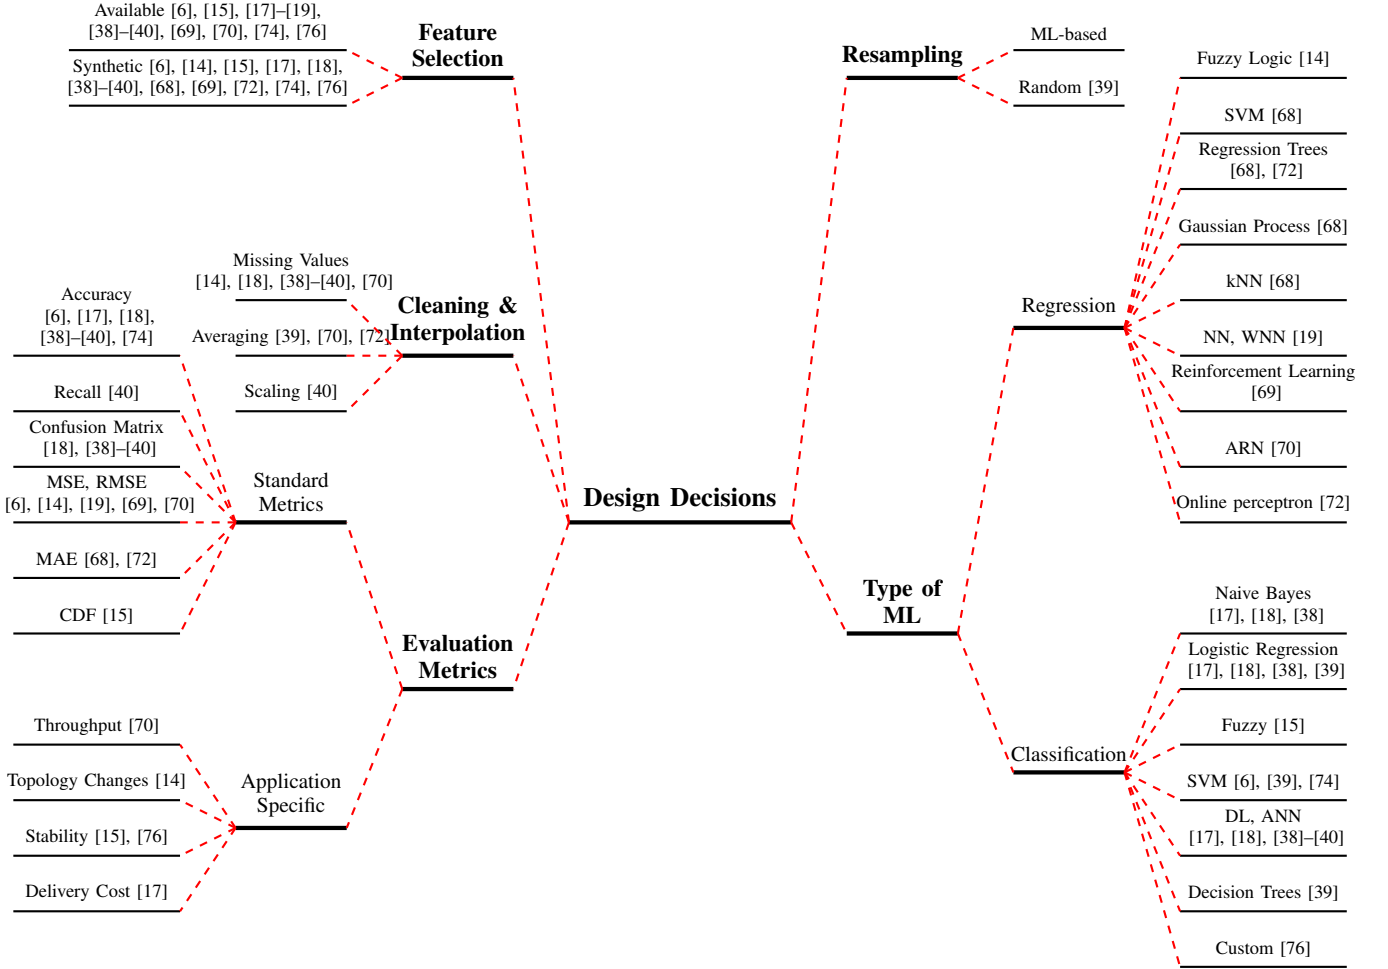 Available [6], [15], [17]–[19],
[38]–[40], [69], [70], [74], [76]
Synthetic [6], [14], [15], [17], [18],
[38]–[40], [68], [69], [72], [74], [76]
Feature
Selection
Missing Values
[14], [18], [38]–[40], [70]
Averaging [39], [70], [72]
Scaling [40]
Cleaning &
Interpolation
Accuracy
[6], [17], [18],
[38]–[40], [74]
Recall [40]
Confusion Matrix
[18], [38]–[40]
MSE, RMSE
[6], [14], [19], [69], [70]
MAE [68], [72]
CDF [15]
Standard
Metrics
Evaluation
Metrics
Throughput [70]
Topology Changes [14]
Stability [15], [76]
Delivery Cost [17]
Application
Specific
Design Decisions
Resampling
ML-based
Random [39]
Type of
ML
Regression
Fuzzy Logic [14]
SVM [68]
Regression Trees
[68], [72]
Gaussian Process [68]
kNN [68]
NN, WNN [19]
Reinforcement Learning
[69]
ARN [70]
Online perceptron [72]
Classification
Naive Bayes
[17], [18], [38]
Logistic Regression
[17], [18], [38], [39]
Fuzzy [15]
SVM [6], [39], [74]
DL, ANN
[17], [18], [38]–[40]
Decision Trees [39]
Custom [76]